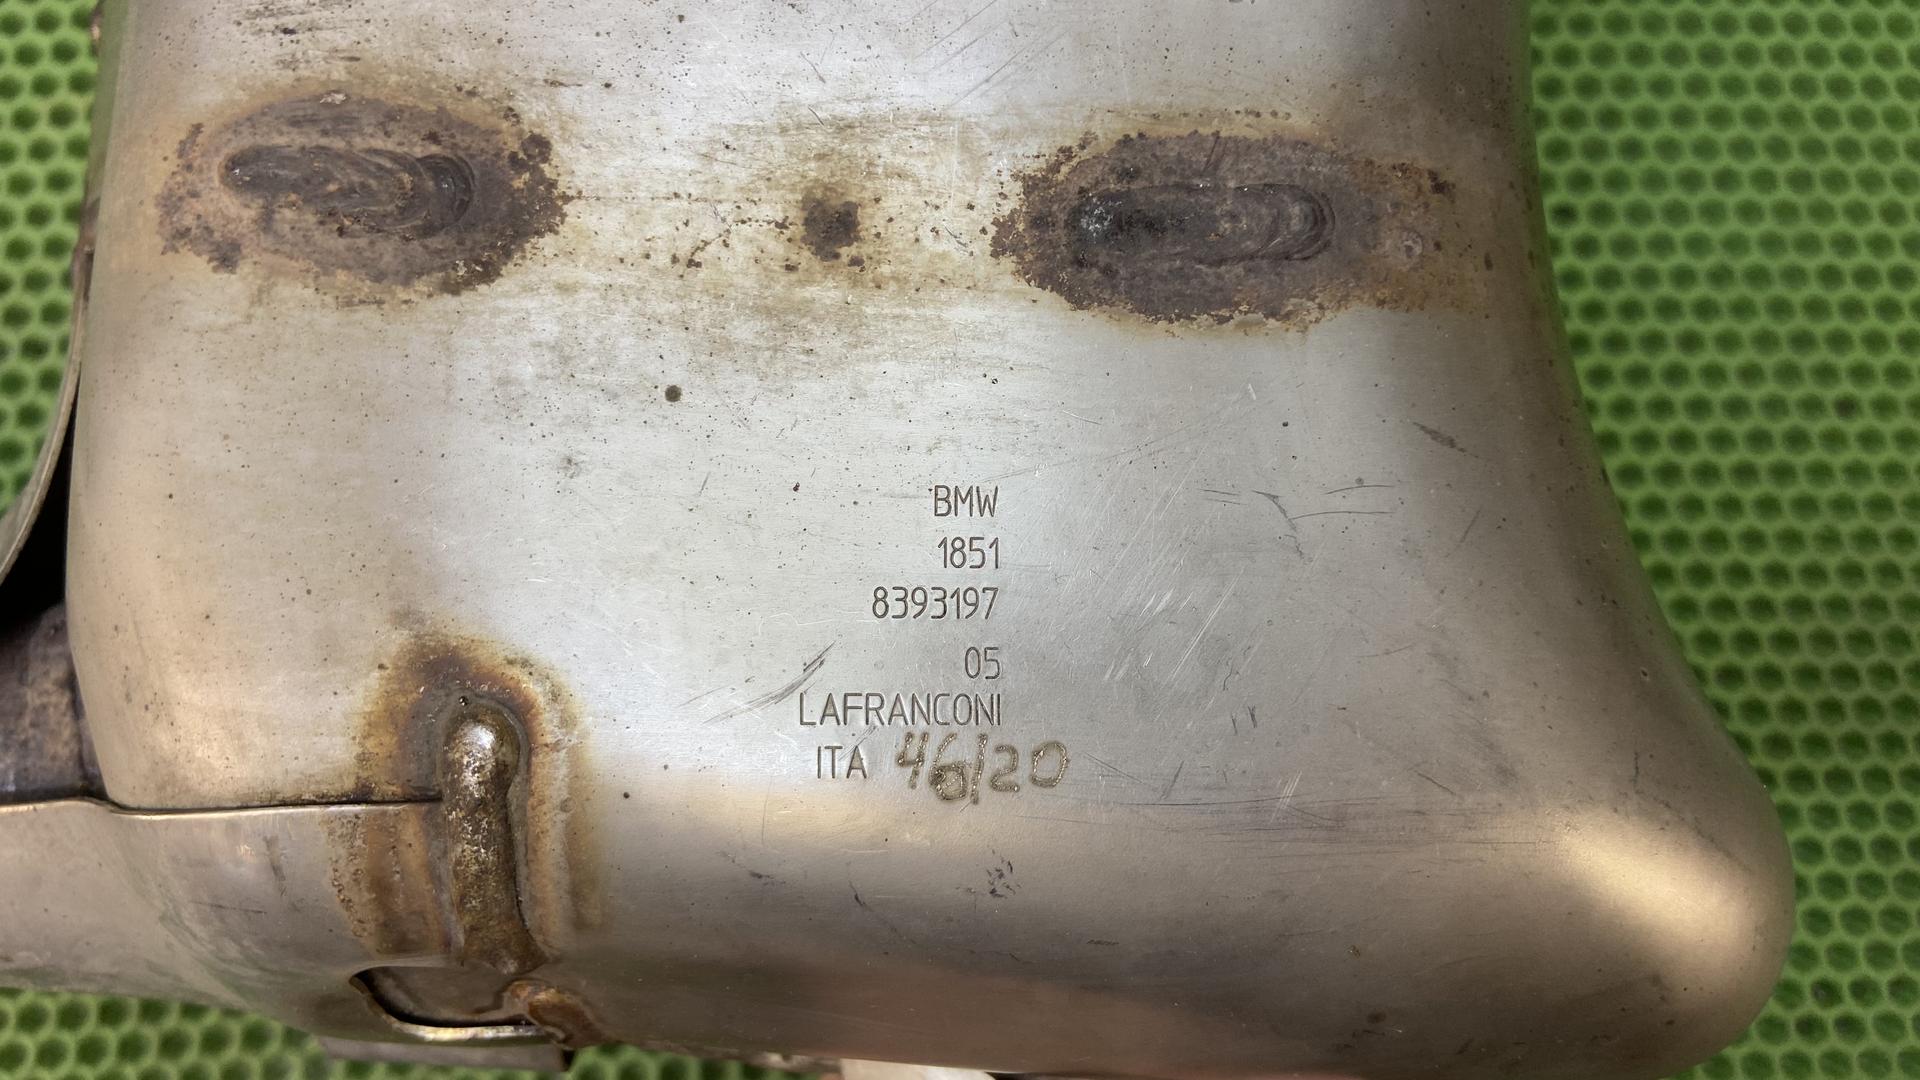 BMW
1851
8393197
05
LAFRANCONI
ITA 46/20